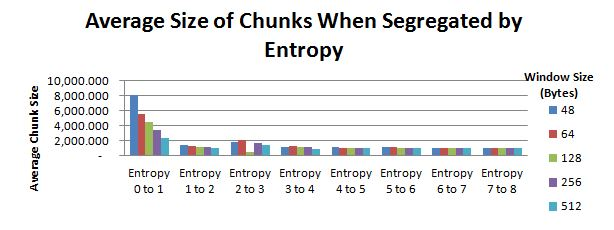 Average Size of Chunks When Segregated by
Entropy
Average Chunk Size
10,000.000
8,000.000
6,000.000
4,000.000
2,000.000
-
Entropy 0 to 1
Entropy 1 to 2
Entropy 2 to 3
Entropy 3 to 4
Entropy 4 to 5
Entropy 5 to 6
Entropy 6 to 7
Entropy 7 to 8
Window Size
(Bytes)
48
64
128
256
512